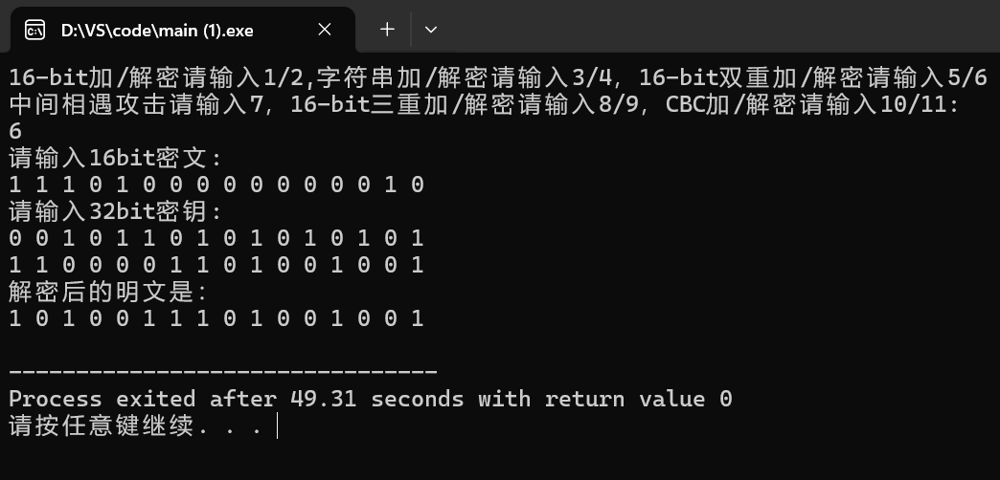 D:\VS\code\main (1).exe
16-bit加/解密请输入1/2,字符串加/解密请输入3/4，16-bit双重加/解密请输入5/6
中间相遇攻击请输入7，16-bit三重加/解密请输入8/9，CBC加/解密请输入10/11:
6
请输入16bit密文:
1 1 1 0 1 0 0 0 0 0 0 0 0 0 1 0
请输入32bit密钥:
0 0 1 0 1 1 0 1 0 1 0 1 0 1 0 1
1 1 0 0 0 0 1 1 0 1 0 0 1 0 0 1
解密后的明文是:
1 0 1 0 0 1 1 1 0 1 0 0 1 0 0 1
--------------------------------
Process exited after 49.31 seconds with return value 0
请按任意键继续. . .